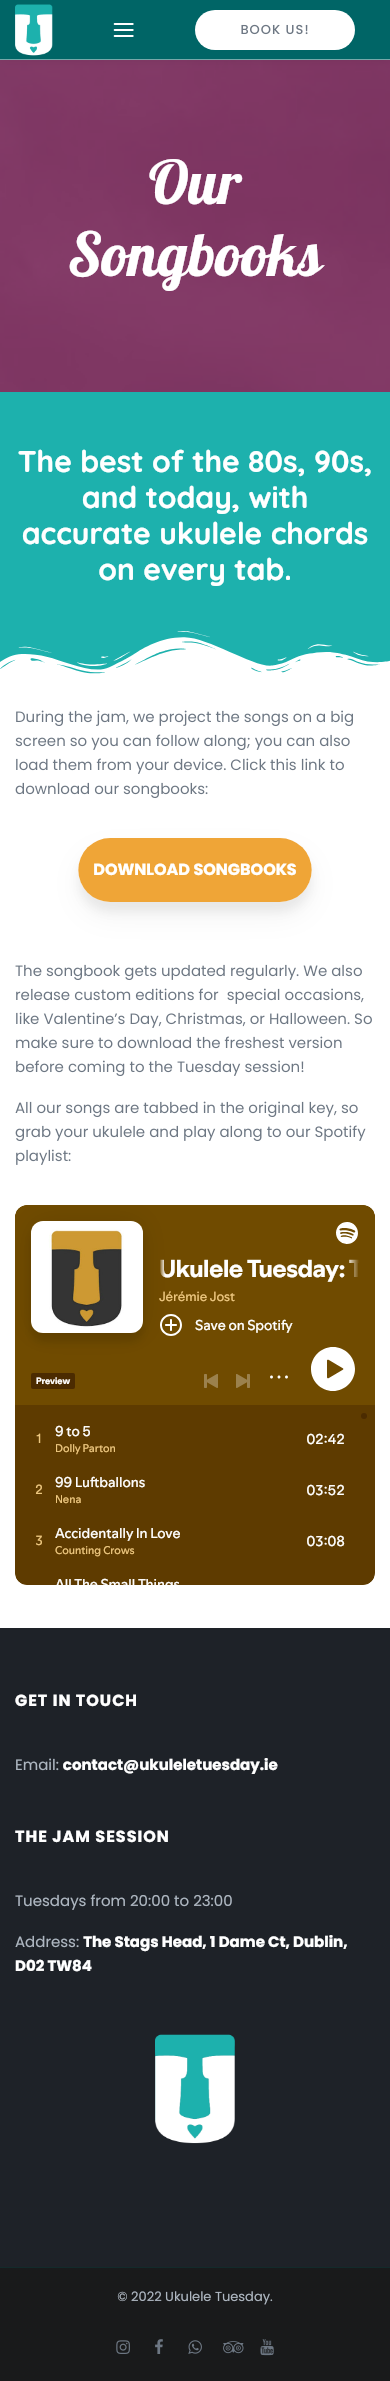 BOOK US!
Our
Songbooks
The best of the 80s, 90s,
and today, with
accurate ukulele chords
on every tab.
During the jam, we project the songs on a big
screen so you can follow along; you can also
load them from your device. Click this link to
download our songbooks:
DOWNLOAD SONGBOOKS
The songbook gets updated regularly. We also
release custom editions for  special occasions,
like Valentine’s Day, Christmas, or Halloween. So
make sure to download the freshest version
before coming to the Tuesday session!
All our songs are tabbed in the original key, so
grab your ukulele and play along to our Spotify
playlist:
Ukulele Tuesday: T
Jérémie Jost
Save on Spotify
Preview
1 9 to 5 02:42
Dolly Parton
2 99 Luftballons 03:52
Nena
3 Accidentally In Love 03:08
Counting Crows
All The Small Things
GET IN TOUCH
Email: contact@ukuleletuesday.ie
THE JAM SESSION
Tuesdays from 20:00 to 23:00
Address: The Stags Head, 1 Dame Ct, Dublin,
D02 TW84
© 2022 Ukulele Tuesday.
You
Tube